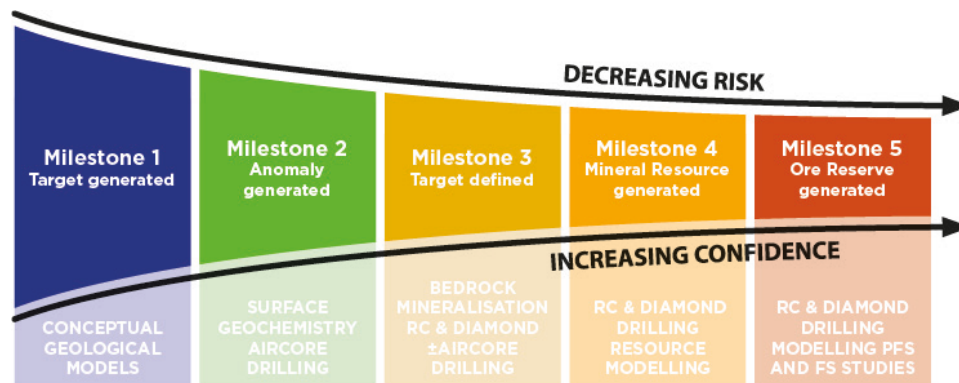 DECREASING RISK
Milestone 1
Target generated
Milestone 2
Anomaly
generated
Milestone 3
Target defined
Milestone 4
Mineral Resource
generated
Milestone 5
Ore Reserve
generated
INCREASING CONFIDENCE
CONCEPTUAL
GEOLOGICAL
MODELS
SURFACE
GEOCHEMISTRY
AIRCORE
DRILLING
BEDROCK
MINERALISATION
RC & DIAMOND
±AIRCORE
DRILLING
RC & DIAMOND
DRILLING
RESOURCE
MODELLING
RC & DIAMOND
DRILLING
MODELLING PFS
AND FS STUDIES